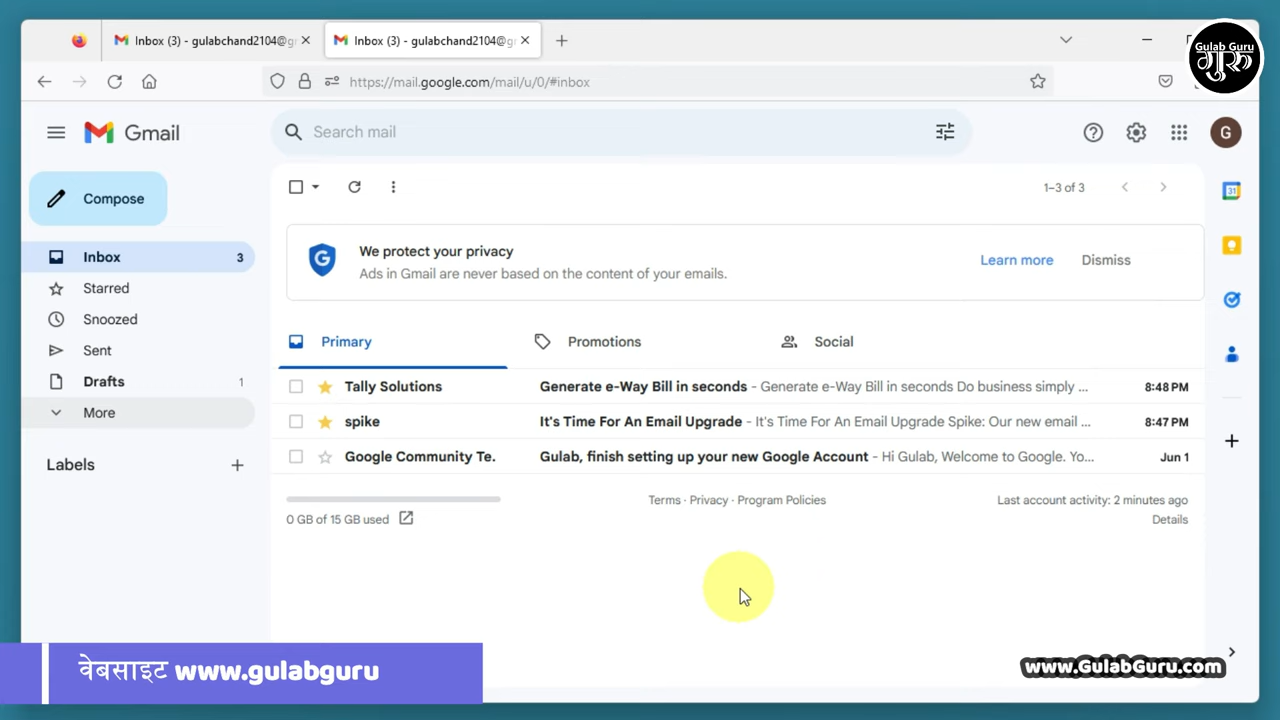 Inbox (3) - gulabchand2104@g
Inbox (3) - gulabchand2104@g
Gulab Guru
गुरू
https://mail.google.com/mail/u/0/#inbox
Gmail
Search mail
G
Compose
1–3 of 3
31
We protect your privacy
Ads in Gmail are never based on the content of your emails.
Learn more
Dismiss
Inbox 3
Starred
Snoozed
Sent
Drafts 1
More
Labels
Primary
Promotions
Social
Tally Solutions Generate e-Way Bill in seconds - Generate e-Way Bill in seconds Do business simply ... 8:48 PM
spike It's Time For An Email Upgrade - It's Time For An Email Upgrade Spike: Our new email ... 8:47 PM
Google Community Te. Gulab, finish setting up your new Google Account - Hi Gulab, Welcome to Google. Yo... Jun 1
0 GB of 15 GB used
Terms · Privacy · Program Policies
Last account activity: 2 minutes ago
Details
वेबसाइट www.gulabguru
www.GulabGuru.com